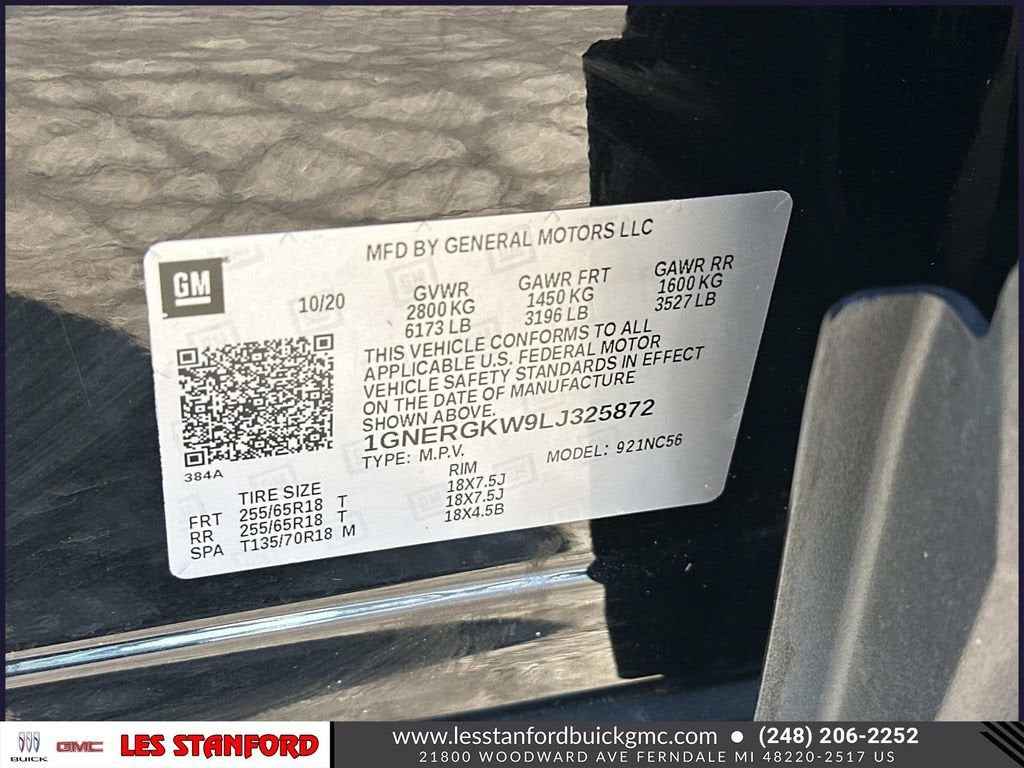 MFD BY GENERAL MOTORS LLC
GM
10/20
GVWR GAWR FRT GAWR RR
2800 KG 1450 KG 1600 KG
6173 LB 3196 LB 3527 LB
THIS VEHICLE CONFORMS TO ALL
APPLICABLE U.S. FEDERAL MOTOR
VEHICLE SAFETY STANDARDS IN EFFECT
ON THE DATE OF MANUFACTURE
SHOWN ABOVE.
1GNERGKW9LJ325872
TYPE: M.P.V. MODEL: 921NC56
384A
TIRE SIZE RIM
FRT 255/65R18 T 18X7.5J
RR 255/65R18 T 18X7.5J
SPA T135/70R18 M 18X4.5B
BUICK GMC LES STANFORD
www.lesstanfordbuickgmc.com • (248) 206-2252
21800 WOODWARD AVE FERNDALE MI 48220-2517 US